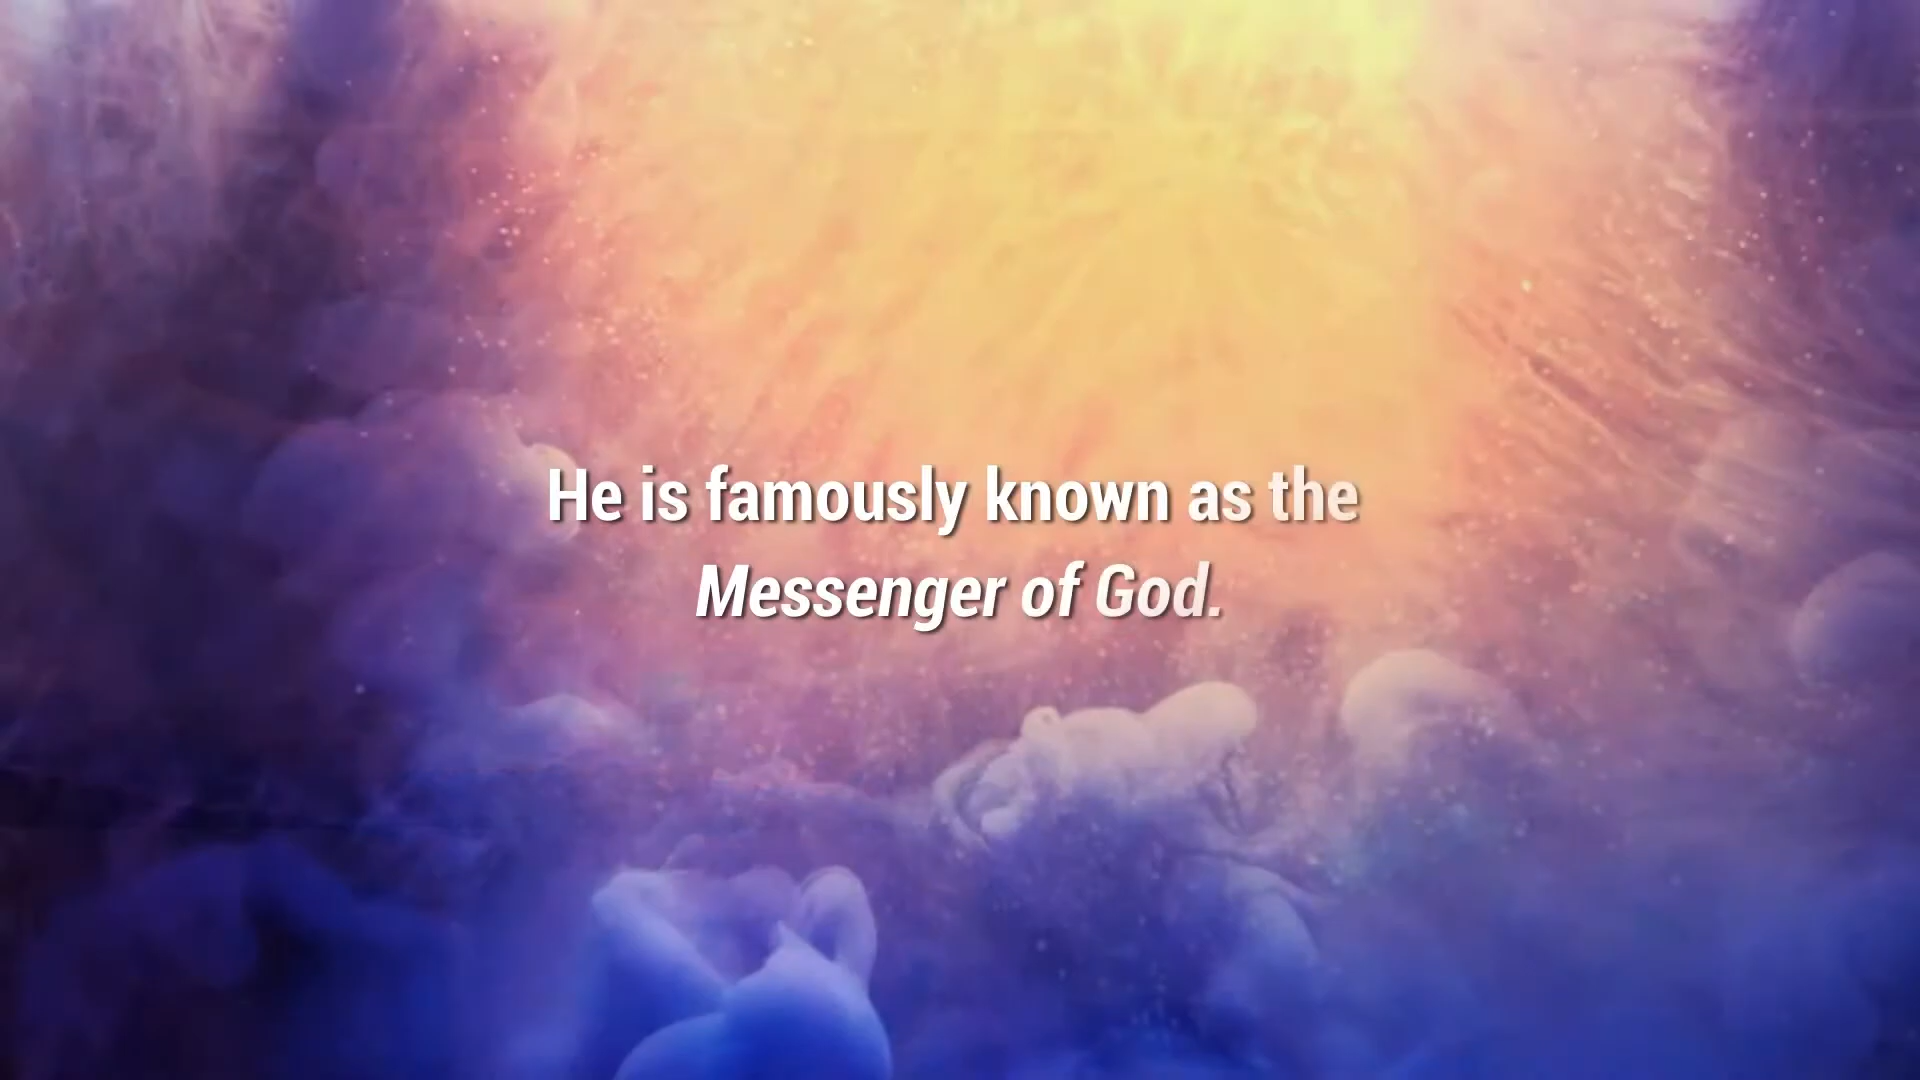 He is famously known as the
Messenger of God.